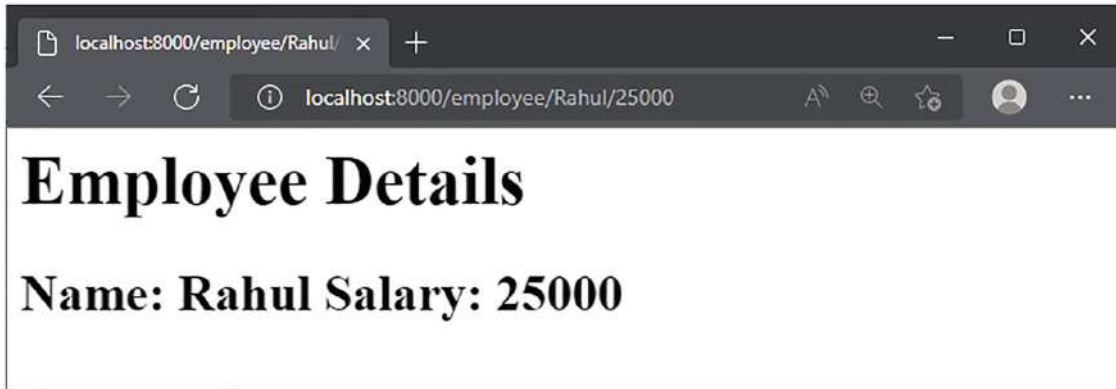 localhost:8000/employee/Rahul/
localhost:8000/employee/Rahul/25000
Employee Details
Name: Rahul Salary: 25000